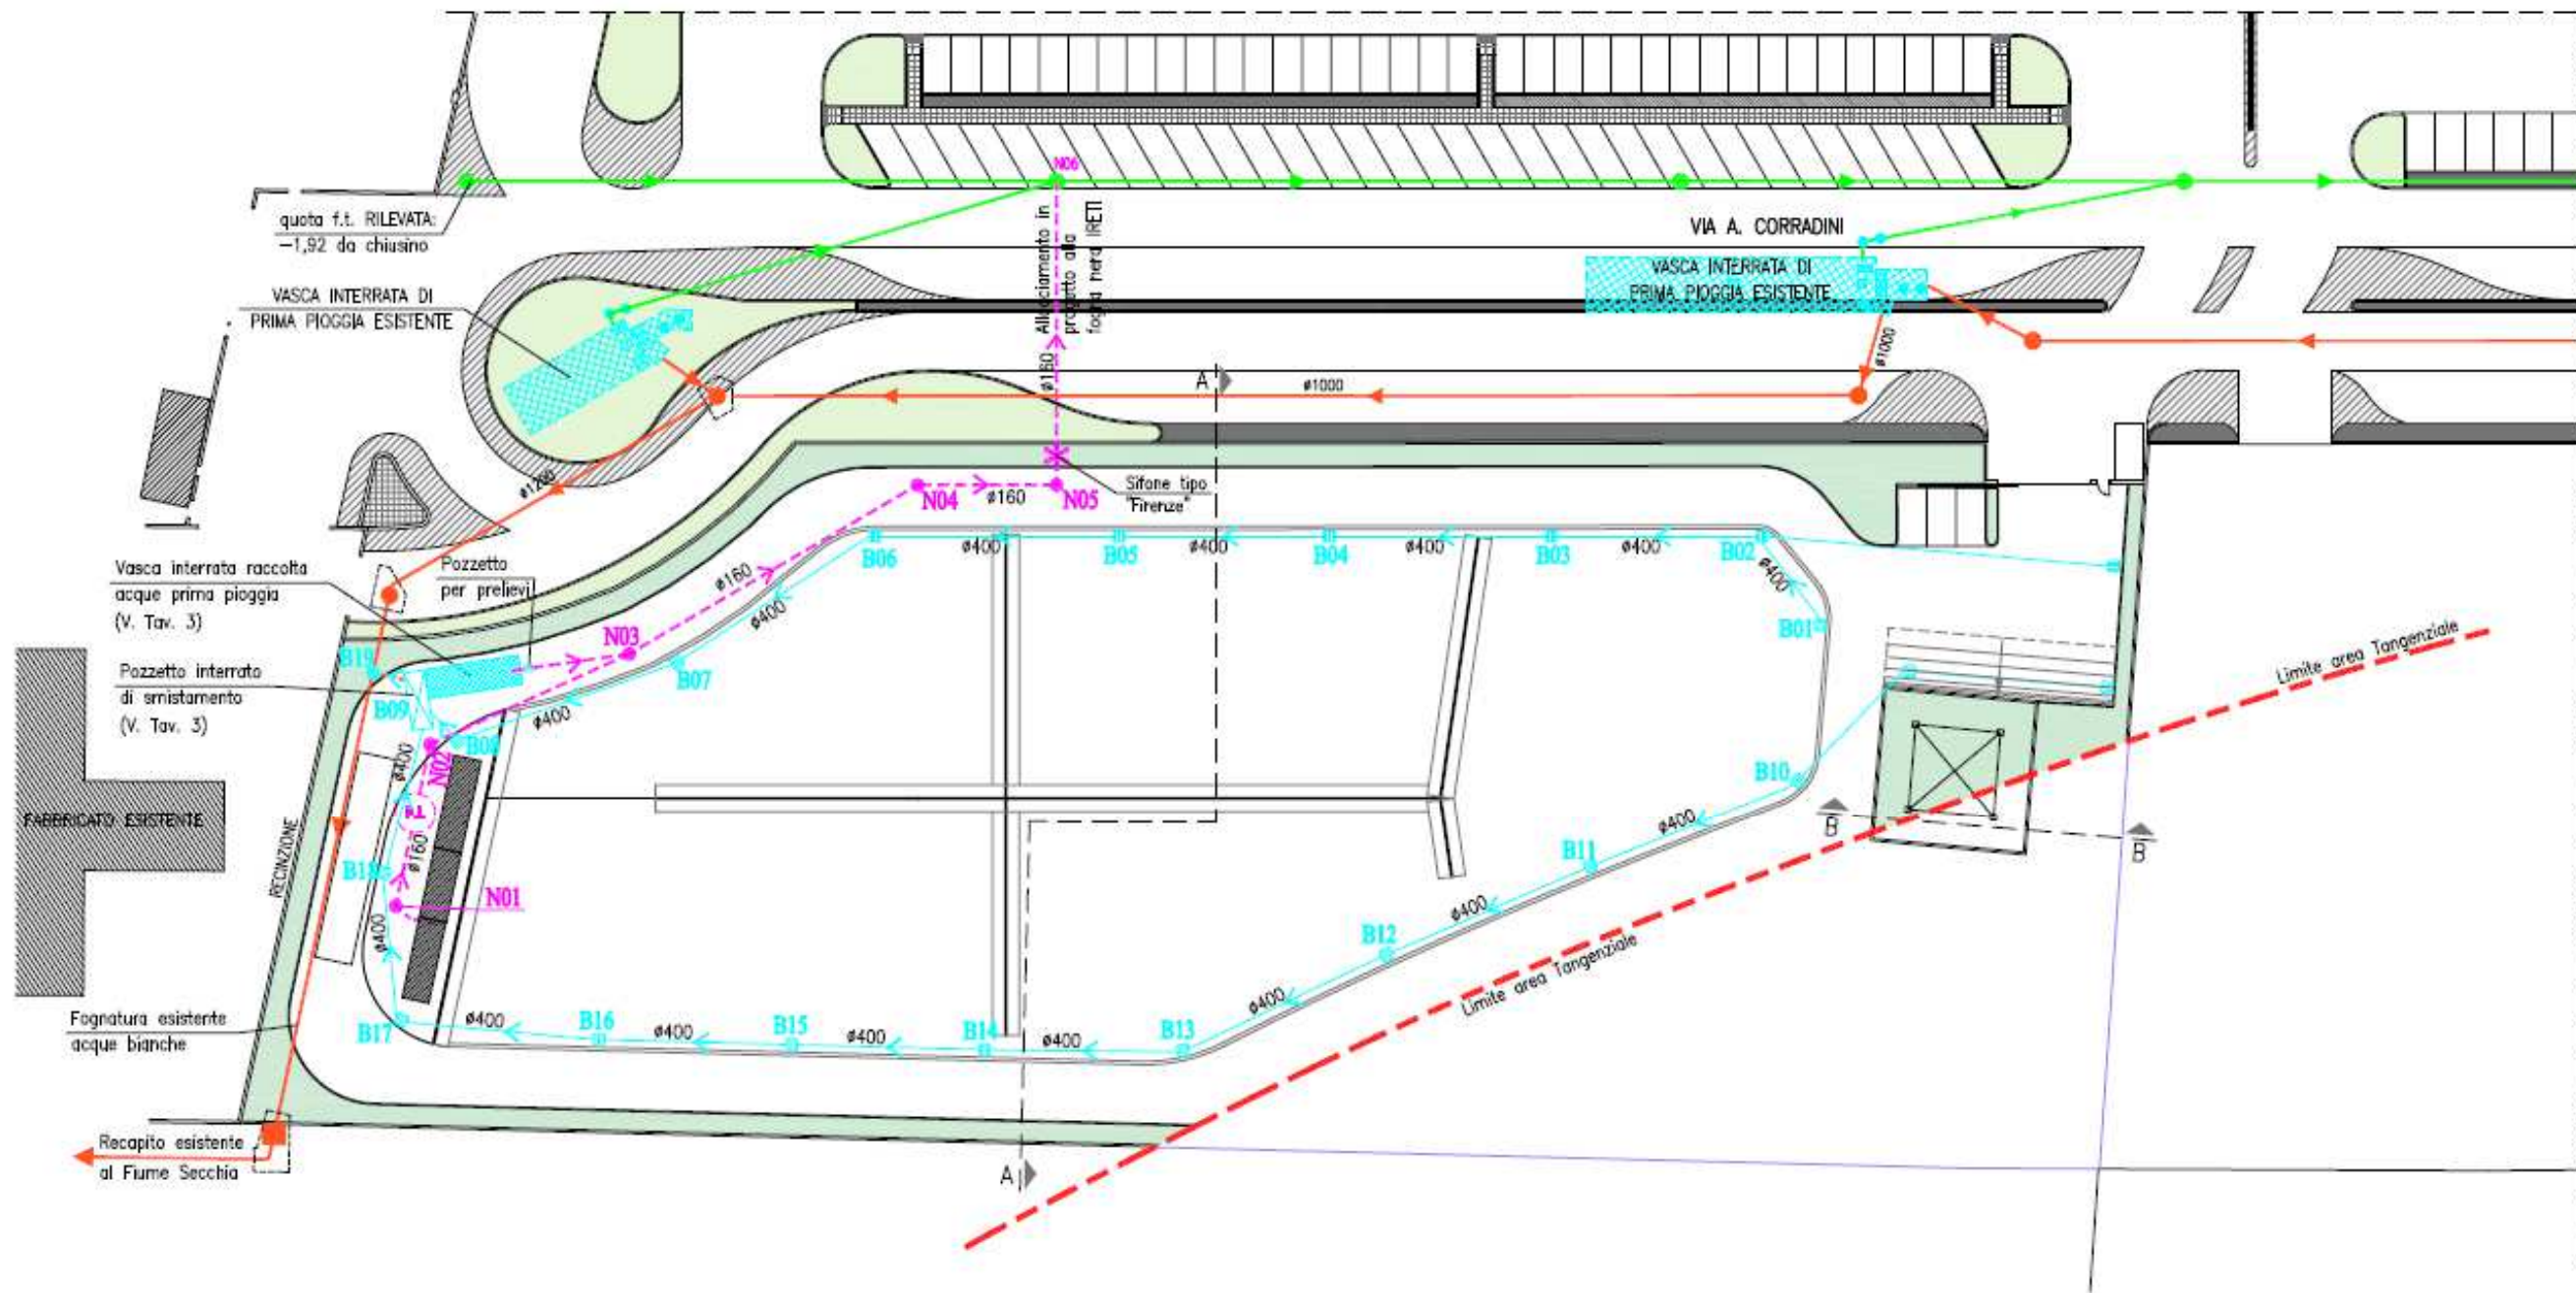 N06
quota f.t. RILEVATA:
-1,92 da chiusino
VIA A. CORRADINI
Allacciamento in
progetto alla
fogna nera IRETI
VASCA INTERRATA DI
PRIMA PIOGGIA ESISTENTE
VASCA INTERRATA DI
PRIMA PIOGGIA ESISTENTE
ø160
A
ø1000
ø1000
ø1200
N04
ø160
N05
Sifone tipo
"Firenze"
B06
ø400
B05
ø400
B04
ø400
B03
ø400
B02
ø400
B01
Vasca interrata raccolta
acque prima pioggia
(V. Tav. 3)
Pozzetto
per prelievi
ø160
ø400
N03
B07
Limite area Tangenziale
B19
Pozzetto interrato
di smistamento
(V. Tav. 3)
B09
ø400
B08
N02
ø400
B10
FABBRICATO ESISTENTE
RECINZIONE
ø160
B18
N01
ø400
B
B
ø400
B11
ø400
B12
ø400
Limite area Tangenziale
Fognatura esistente
acque bianche
B17
ø400
B16
ø400
B15
ø400
B14
ø400
B13
Recapito esistente
al Fiume Secchia
A